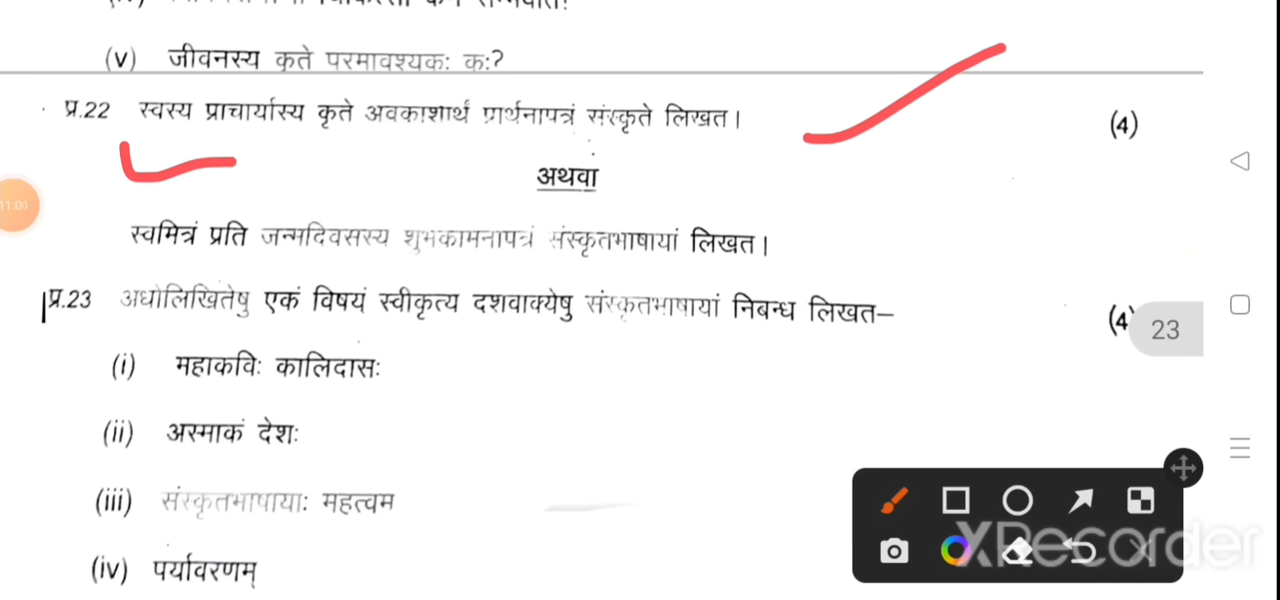 (v) जीवनस्य कृते परमावश्यकः कः?
प्र.22 स्वस्य प्राचार्यास्य कृते अवकाशार्थं प्रार्थनापत्रं संस्कृते लिखत। (4)
अथवा
11:00
स्वमित्रं प्रति जन्मदिवसस्य शुभकामनापत्रं संस्कृतभाषायां लिखत।
प्र.23 अधोलिखितेषु एकं विषयं स्वीकृत्य दशवाक्येषु संस्कृतभाषायां निबन्ध लिखत– (4)
23
(i) महाकविः कालिदासः
(ii) अस्माकं देशः
(iii) संस्कृतभाषायाः महत्वम
(iv) पर्यावरणम्
XRecorder